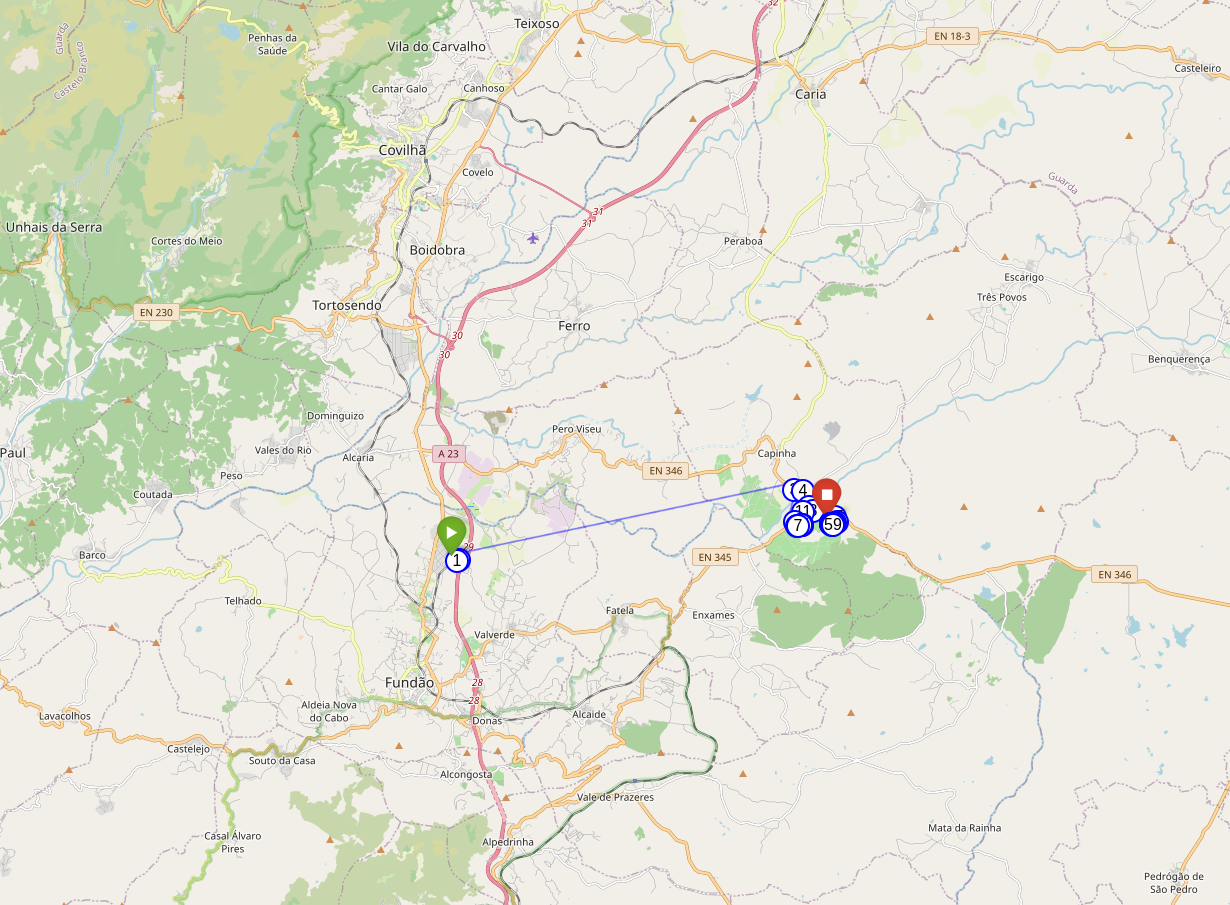 Teixoso
Penhas da
Saúde
Vila do Carvalho
EN 18-3
Casteleiro
32
Guarda
Castelo Branco
Cantar Galo
Canhoso
Caria
Covilhã
Covelo
Guarda
31
31
Unhais da Serra
Cortes do Meio
Boidobra
Peraboa
Escarigo
Três Povos
EN 230
Tortosendo
Ferro
30
30
Benquerença
Dominguizo
Pero Viseu
Paul
Vales do Rio
Alcaria
A 23
Capinha
EN 346
Peso
Coutada
4
11
7
59
29
1
Barco
EN 345
EN 346
Telhado
Fatela
Enxames
Valverde
Fundão
28
28
Aldeia Nova
do Cabo
Lavacolhos
Donas
Alcaide
Castelejo
Souto da Casa
Alcongosta
Vale de Prazeres
Casal Álvaro
Pires
Alpedrinha
Mata da Rainha
Pedrógão de
São Pedro